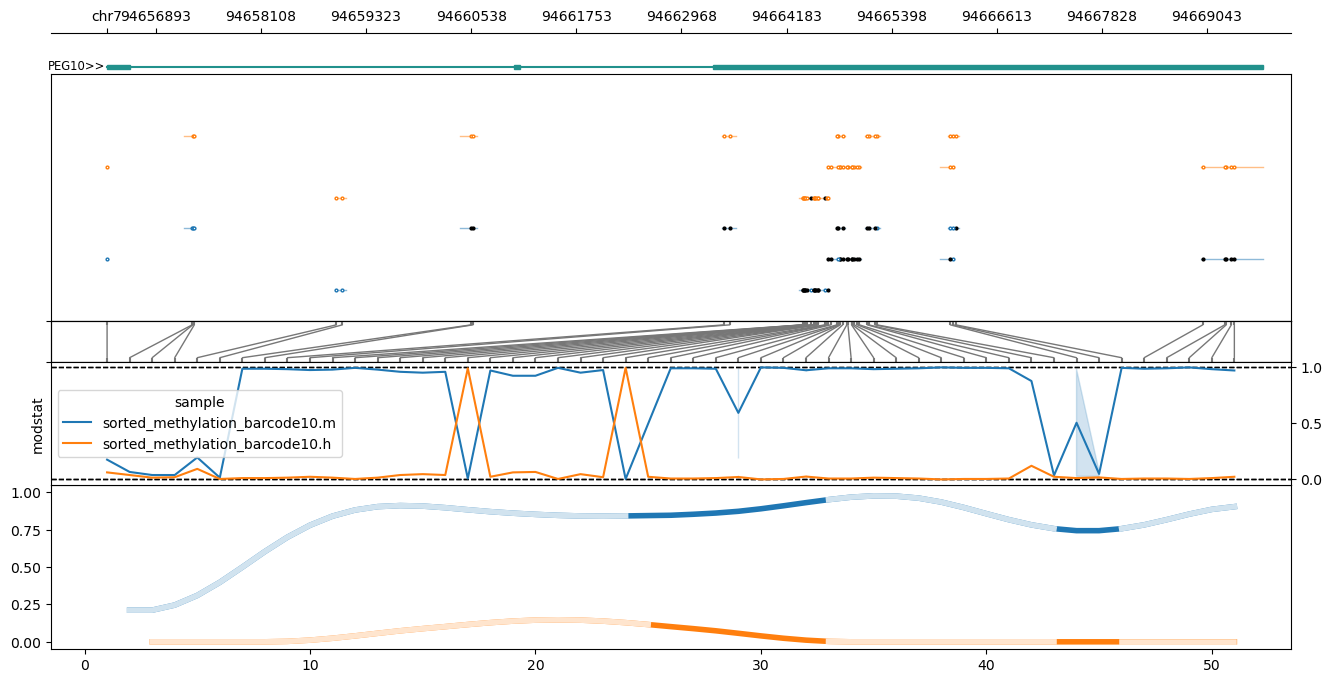 chr794656893 94658108 94659323 94660538 94661753 94662968 94664183 94665398 94666613 94667828 94669043
PEG10>>
modstat
sample
sorted_methylation_barcode10.m
sorted_methylation_barcode10.h
1.0
0.5
0.0
1.00
0.75
0.50
0.25
0.00
0 10 20 30 40 50